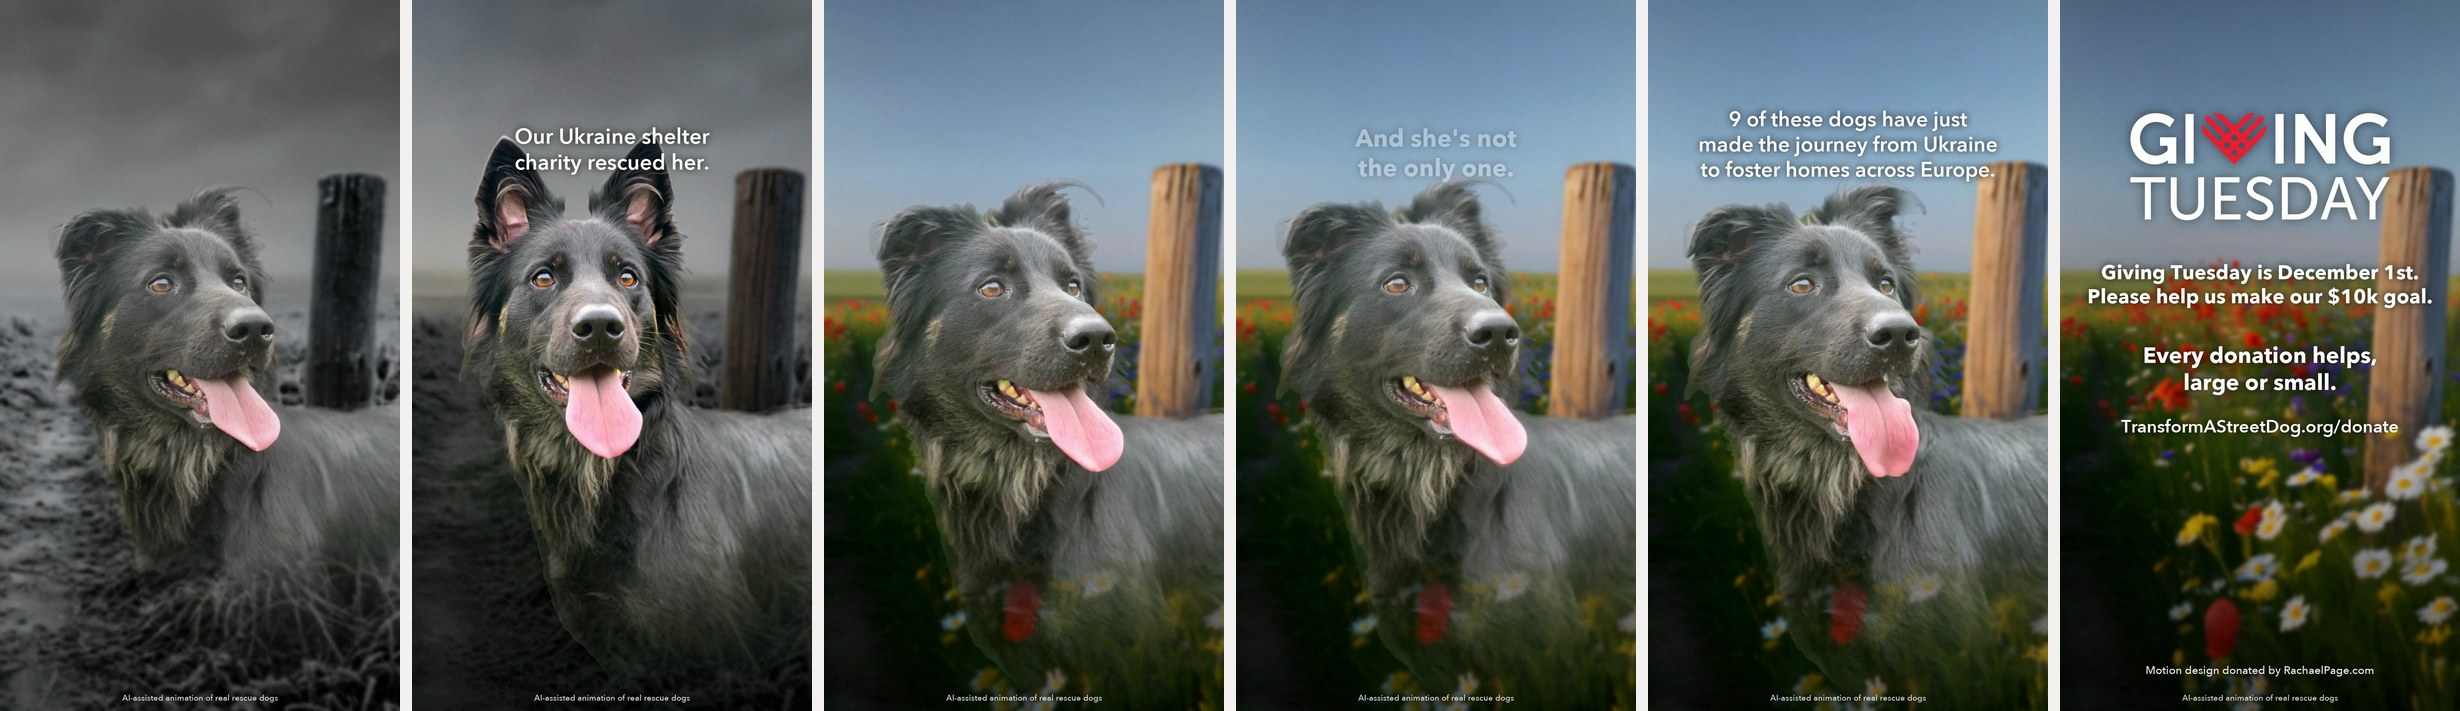 AI-assisted animation of real rescue dogs
Our Ukraine shelter
charity rescued her.
AI-assisted animation of real rescue dogs
AI-assisted animation of real rescue dogs
And she's not
the only one.
AI-assisted animation of real rescue dogs
9 of these dogs have just
made the journey from Ukraine
to foster homes across Europe.
AI-assisted animation of real rescue dogs
GIVING
TUESDAY
Giving Tuesday is December 1st.
Please help us make our $10k goal.
Every donation helps,
large or small.
TransformAStreetDog.org/donate
Motion design donated by RachaelPage.com
AI-assisted animation of real rescue dogs